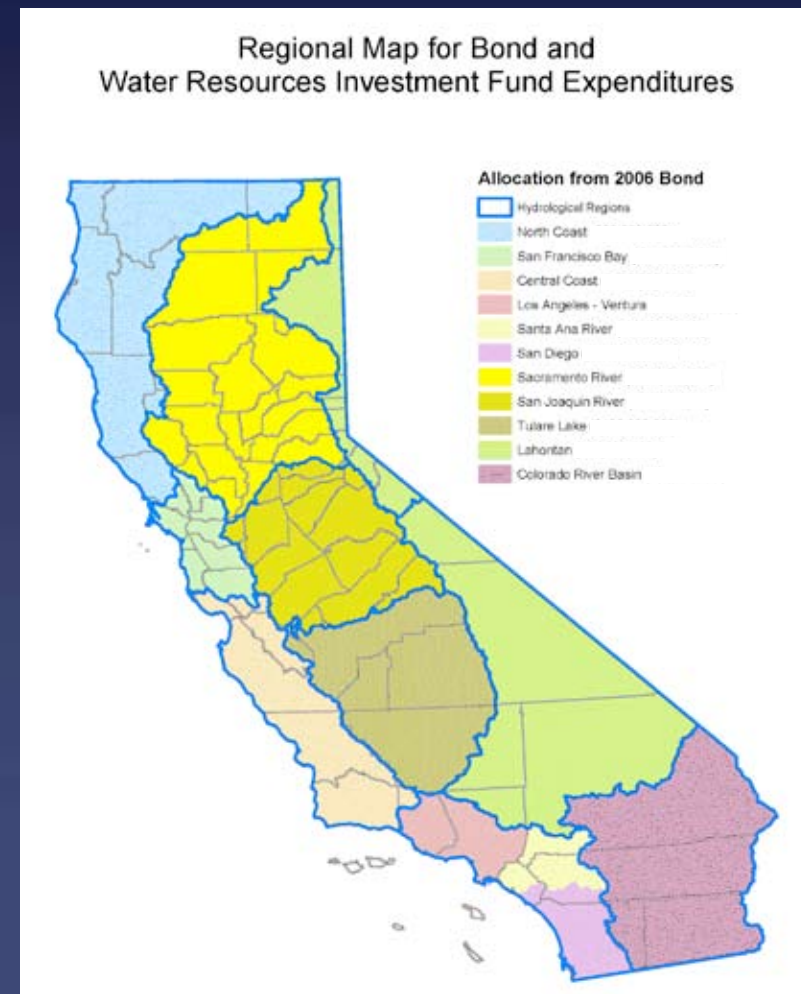 Regional Map for Bond and
Water Resources Investment Fund Expenditures
Allocation from 2006 Bond
Hydrological Regions
North Coast
San Francisco Bay
Central Coast
Los Angeles - Ventura
Santa Ana River
San Diego
Sacramento River
San Joaquin River
Tulare Lake
Lahontan
Colorado River Basin